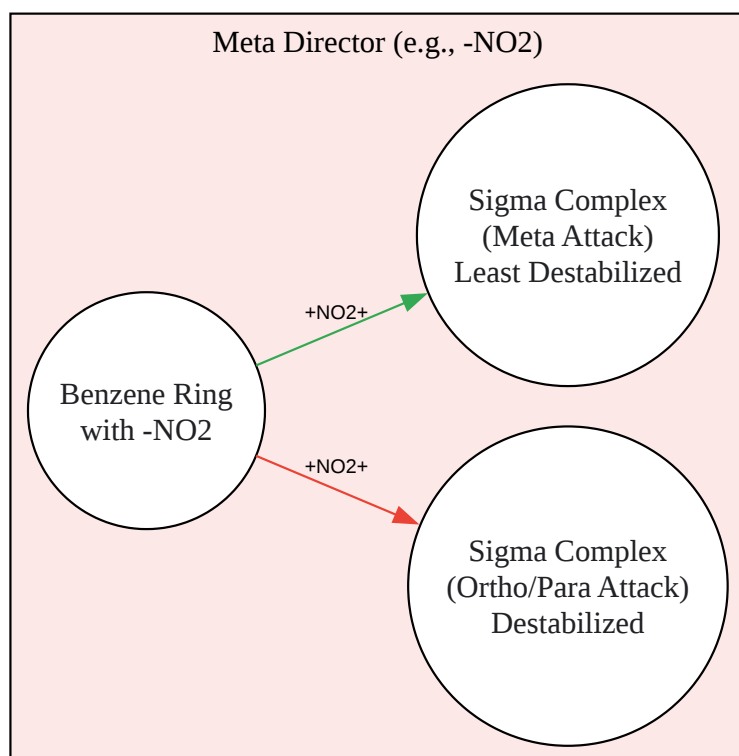 Meta Director (e.g., -NO2)
Sigma Complex
(Meta Attack)
Least Destabilized
+NO2+
Benzene Ring
with -NO2
+NO2+
Sigma Complex
(Ortho/Para Attack)
Destabilized